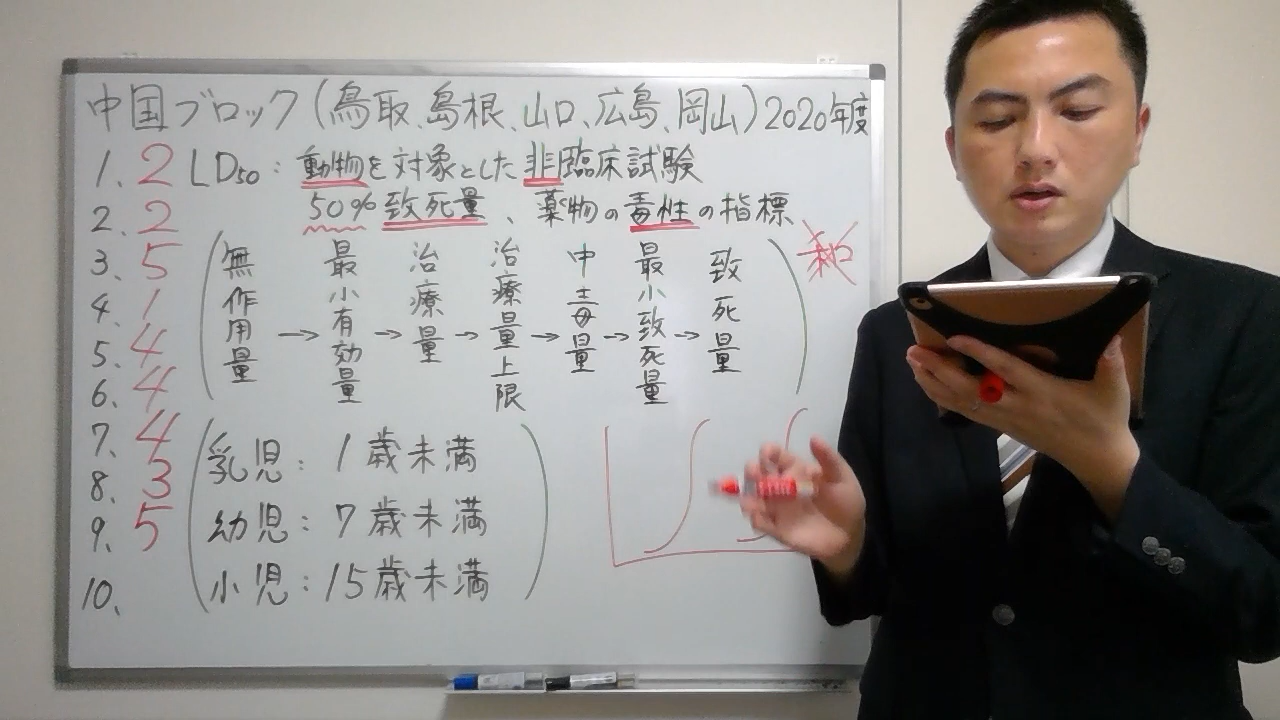 中国ブロック(鳥取、島根、山口、広島、岡山)2020年度
1、2 LD50：動物を対象とした非臨床試験
2、2 50%致死量、薬物の毒性の指標
3、5
4、1
5、4
6、4
7、4
8、3
9、5
10、
(無作用量→最小有効量→治療量→治療量上限→中毒量→最小致死量→致死量)
(乳児：1歳未満
幼児：7歳未満
小児：15歳未満)